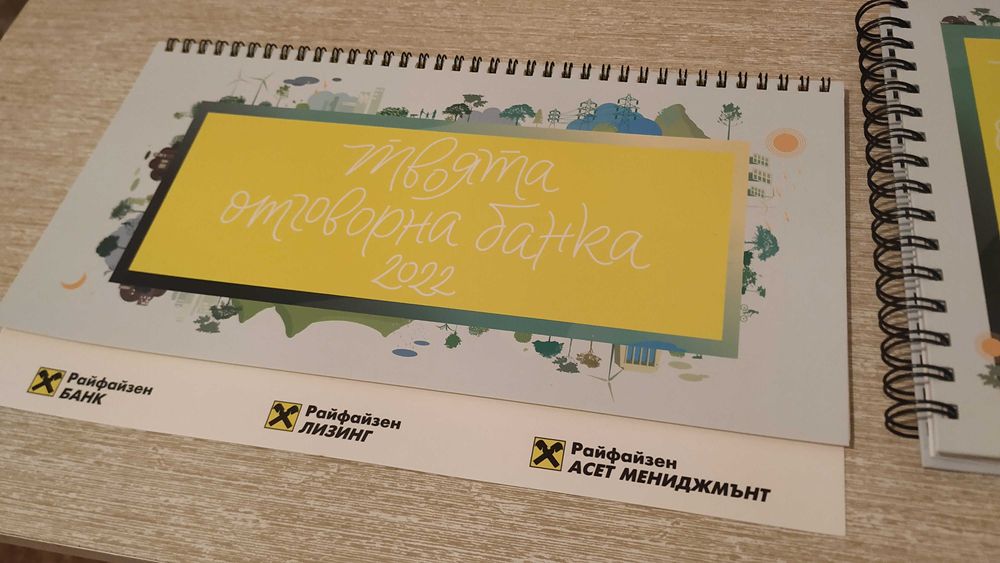 твоята
отговорна банка
2022
Райфайзен
БАНК
Райфайзен
ЛИЗИНГ
Райфайзен
АСЕТ МЕНИДЖМЪНТ